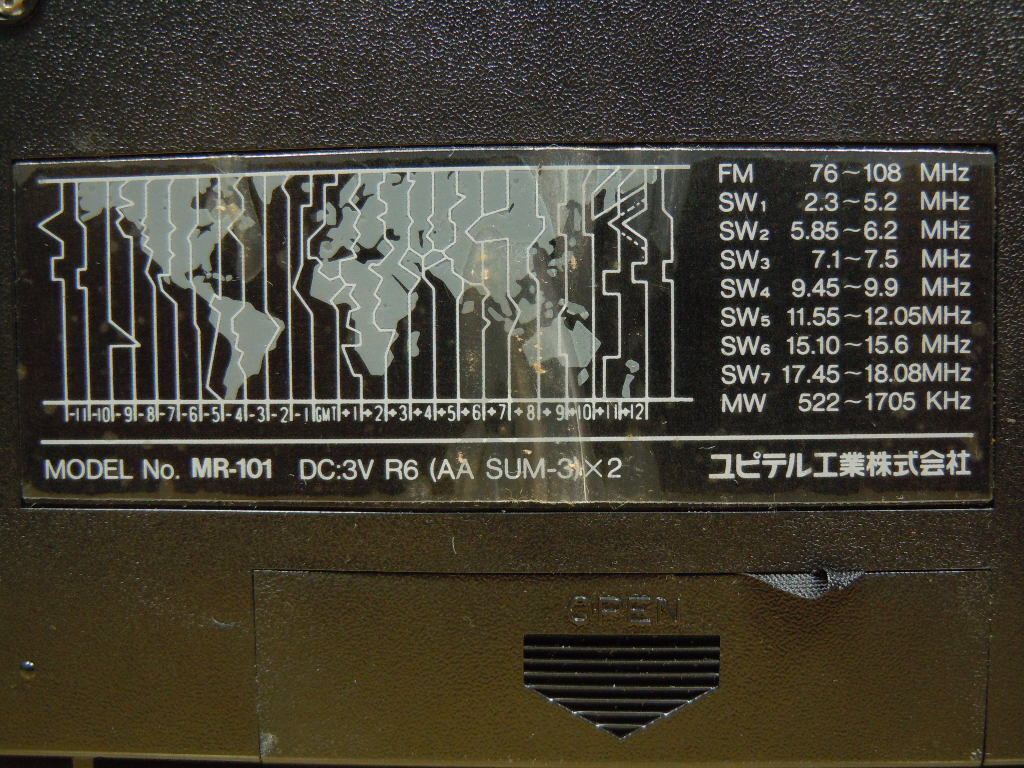 FM 76~108 MHz
SW1 2.3~5.2 MHz
SW2 5.85~6.2 MHz
SW3 7.1~7.5 MHz
SW4 9.45~9.9 MHz
SW5 11.55~12.05MHz
SW6 15.10~15.6 MHz
SW7 17.45~18.08MHz
MW 522~1705 KHz
-11 -10 -9 -8 -7 -6 -5 -4 -3 -2 -1 GMT +1 +2 +3 +4 +5 +6 +7 +8 +9 +10 +11 +12
MODEL No. MR-101 DC:3V R6 (AA SUM-3)×2 ユピテル工業株式会社
OPEN